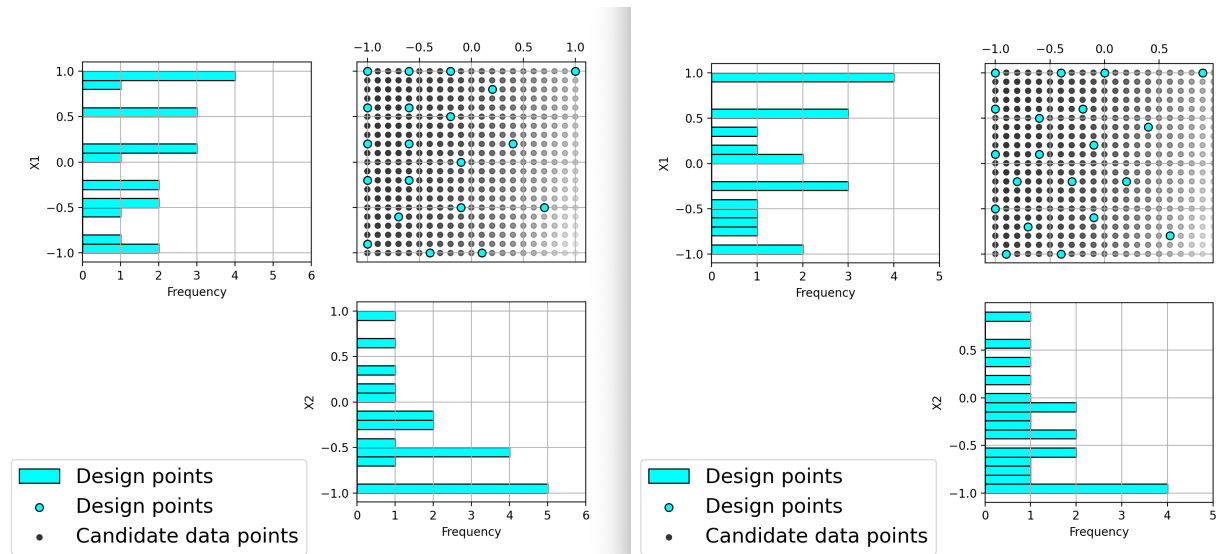 −1.0 −0.5 0.0 0.5 1.0
1.0
0.5
0.0
−0.5
−1.0
X1
0 1 2 3 4 5 6
Frequency
1.0
0.5
0.0
−0.5
−1.0
X2
0 1 2 3 4 5 6
Frequency
Design points
Design points
Candidate data points
−1.0 −0.5 0.0 0.5
1.0
0.5
0.0
−0.5
−1.0
X1
0 1 2 3 4 5
Frequency
0.5
0.0
−0.5
−1.0
X2
0 1 2 3 4 5
Frequency
Design points
Design points
Candidate data points